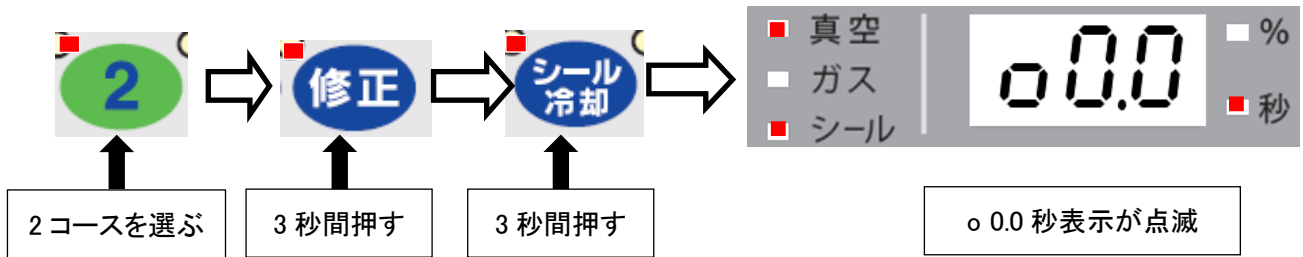 2
修正
シール
冷却
真空
ガス
シール
o0.0
%
秒
2コースを選ぶ
3秒間押す
3秒間押す
o 0.0 秒表示が点滅